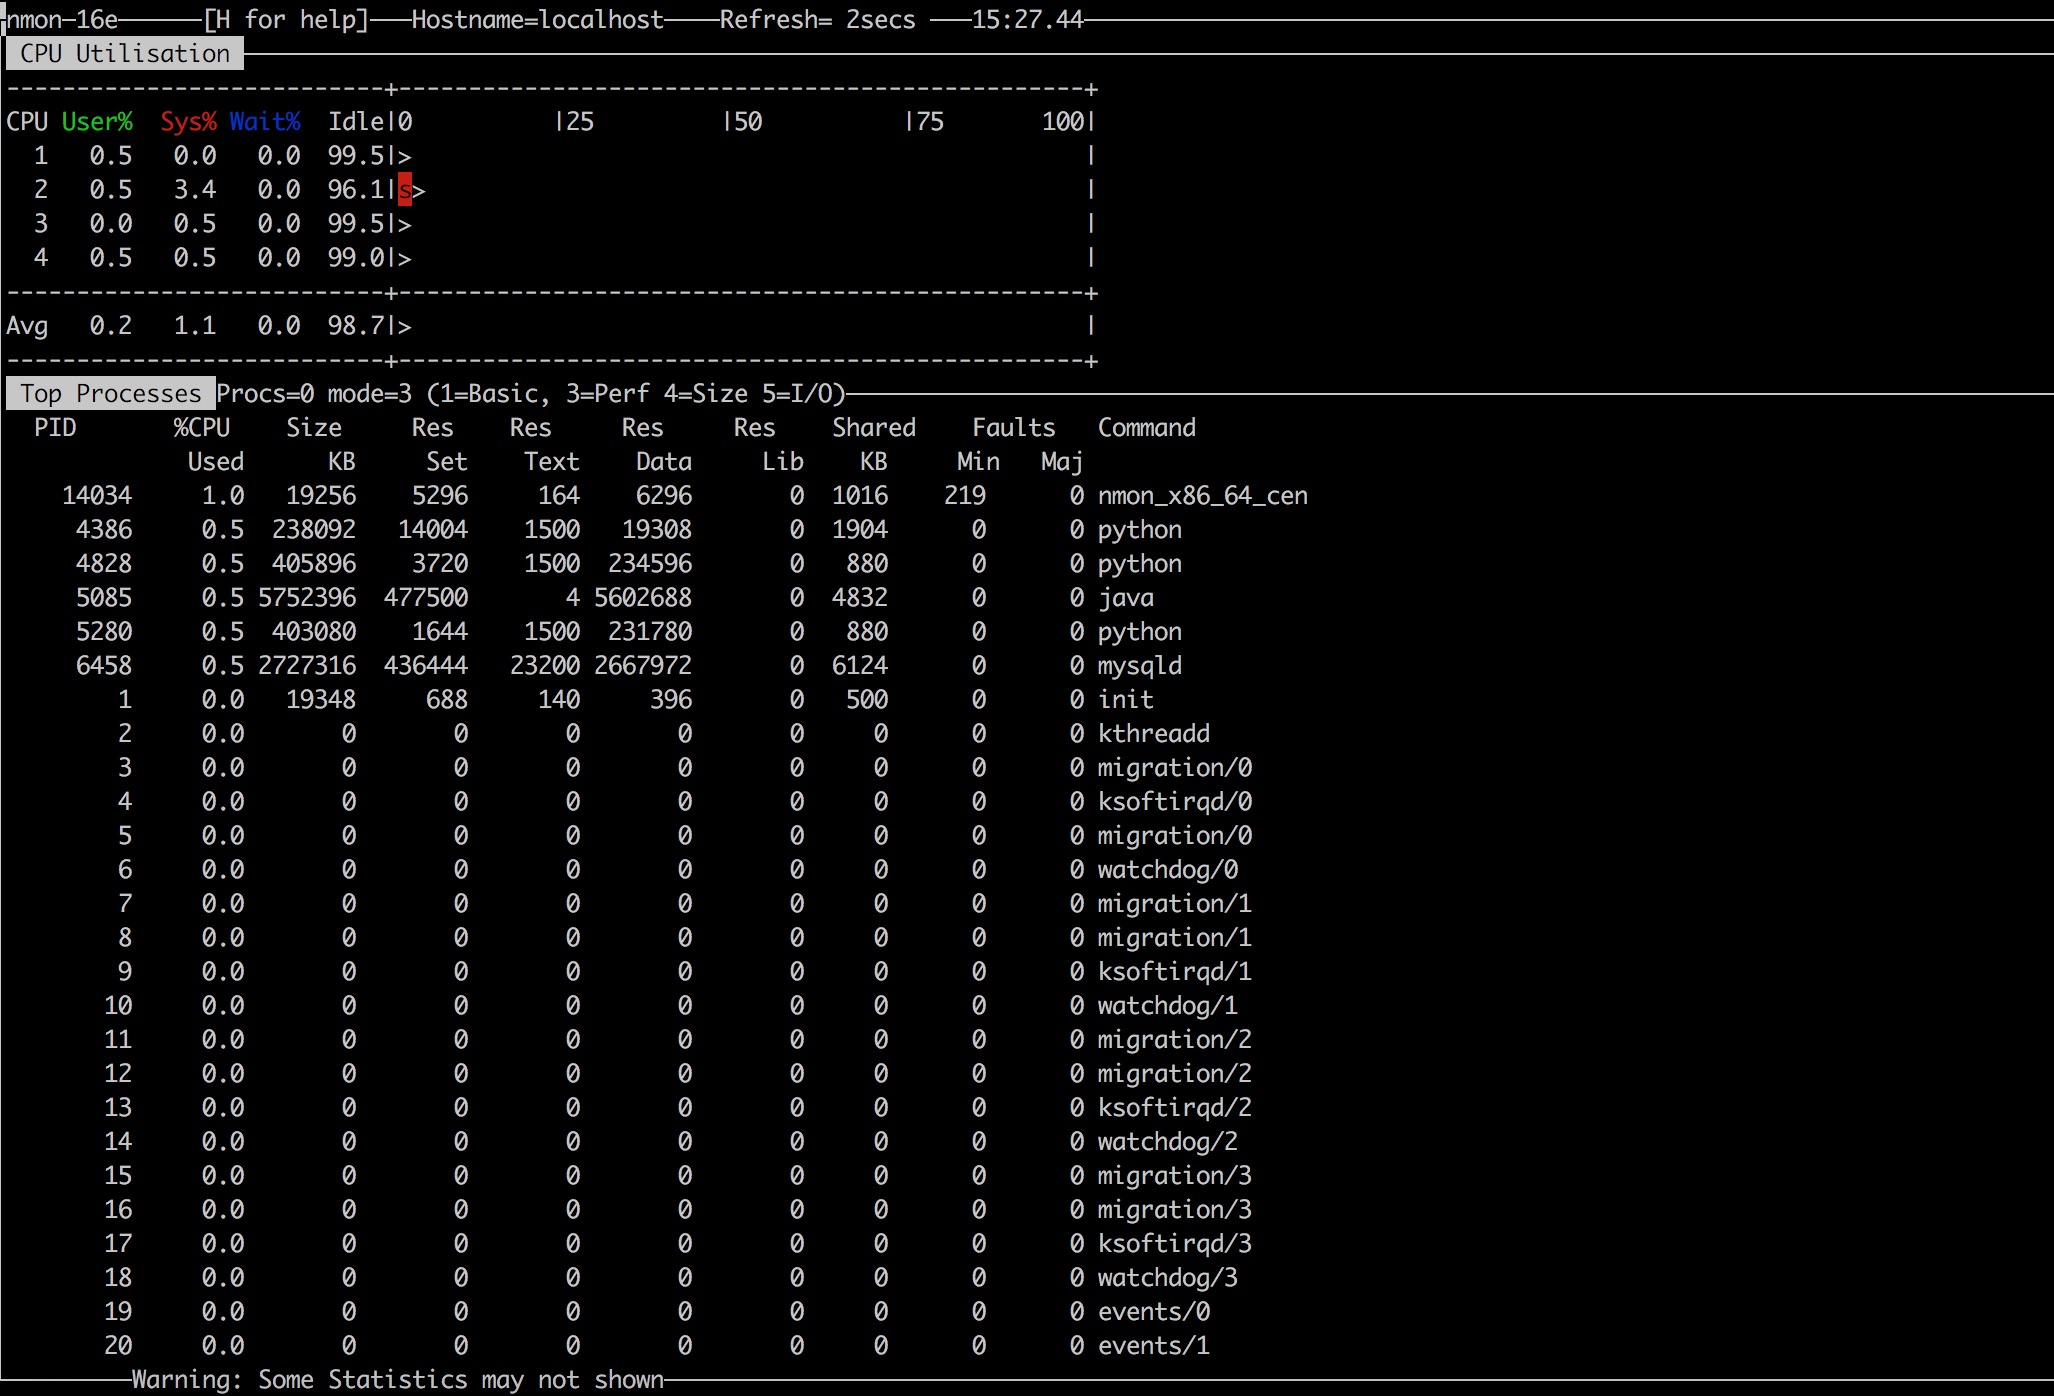 nmon-16e [H for help] Hostname=localhost Refresh= 2secs 15:27.44
CPU Utilisation
---------------------------+-------------------------------------------------+
CPU User% Sys% Wait% Idle|0 |25 |50 |75 100|
1 0.5 0.0 0.0 99.5|> |
2 0.5 3.4 0.0 96.1|s> |
3 0.0 0.5 0.0 99.5|> |
4 0.5 0.5 0.0 99.0|> |
---------------------------+-------------------------------------------------+
Avg 0.2 1.1 0.0 98.7|> |
---------------------------+-------------------------------------------------+
Top Processes Procs=0 mode=3 (1=Basic, 3=Perf 4=Size 5=I/O)
PID %CPU Size Res Res Res Res Shared Faults Command
Used KB Set Text Data Lib KB Min Maj
14034 1.0 19256 5296 164 6296 0 1016 219 0 nmon_x86_64_cen
4386 0.5 238092 14004 1500 19308 0 1904 0 0 python
4828 0.5 405896 3720 1500 234596 0 880 0 0 python
5085 0.5 5752396 477500 4 5602688 0 4832 0 0 java
5280 0.5 403080 1644 1500 231780 0 880 0 0 python
6458 0.5 2727316 436444 23200 2667972 0 6124 0 0 mysqld
1 0.0 19348 688 140 396 0 500 0 0 init
2 0.0 0 0 0 0 0 0 0 0 kthreadd
3 0.0 0 0 0 0 0 0 0 0 migration/0
4 0.0 0 0 0 0 0 0 0 0 ksoftirqd/0
5 0.0 0 0 0 0 0 0 0 0 migration/0
6 0.0 0 0 0 0 0 0 0 0 watchdog/0
7 0.0 0 0 0 0 0 0 0 0 migration/1
8 0.0 0 0 0 0 0 0 0 0 migration/1
9 0.0 0 0 0 0 0 0 0 0 ksoftirqd/1
10 0.0 0 0 0 0 0 0 0 0 watchdog/1
11 0.0 0 0 0 0 0 0 0 0 migration/2
12 0.0 0 0 0 0 0 0 0 0 migration/2
13 0.0 0 0 0 0 0 0 0 0 ksoftirqd/2
14 0.0 0 0 0 0 0 0 0 0 watchdog/2
15 0.0 0 0 0 0 0 0 0 0 migration/3
16 0.0 0 0 0 0 0 0 0 0 migration/3
17 0.0 0 0 0 0 0 0 0 0 ksoftirqd/3
18 0.0 0 0 0 0 0 0 0 0 watchdog/3
19 0.0 0 0 0 0 0 0 0 0 events/0
20 0.0 0 0 0 0 0 0 0 0 events/1
Warning: Some Statistics may not shown